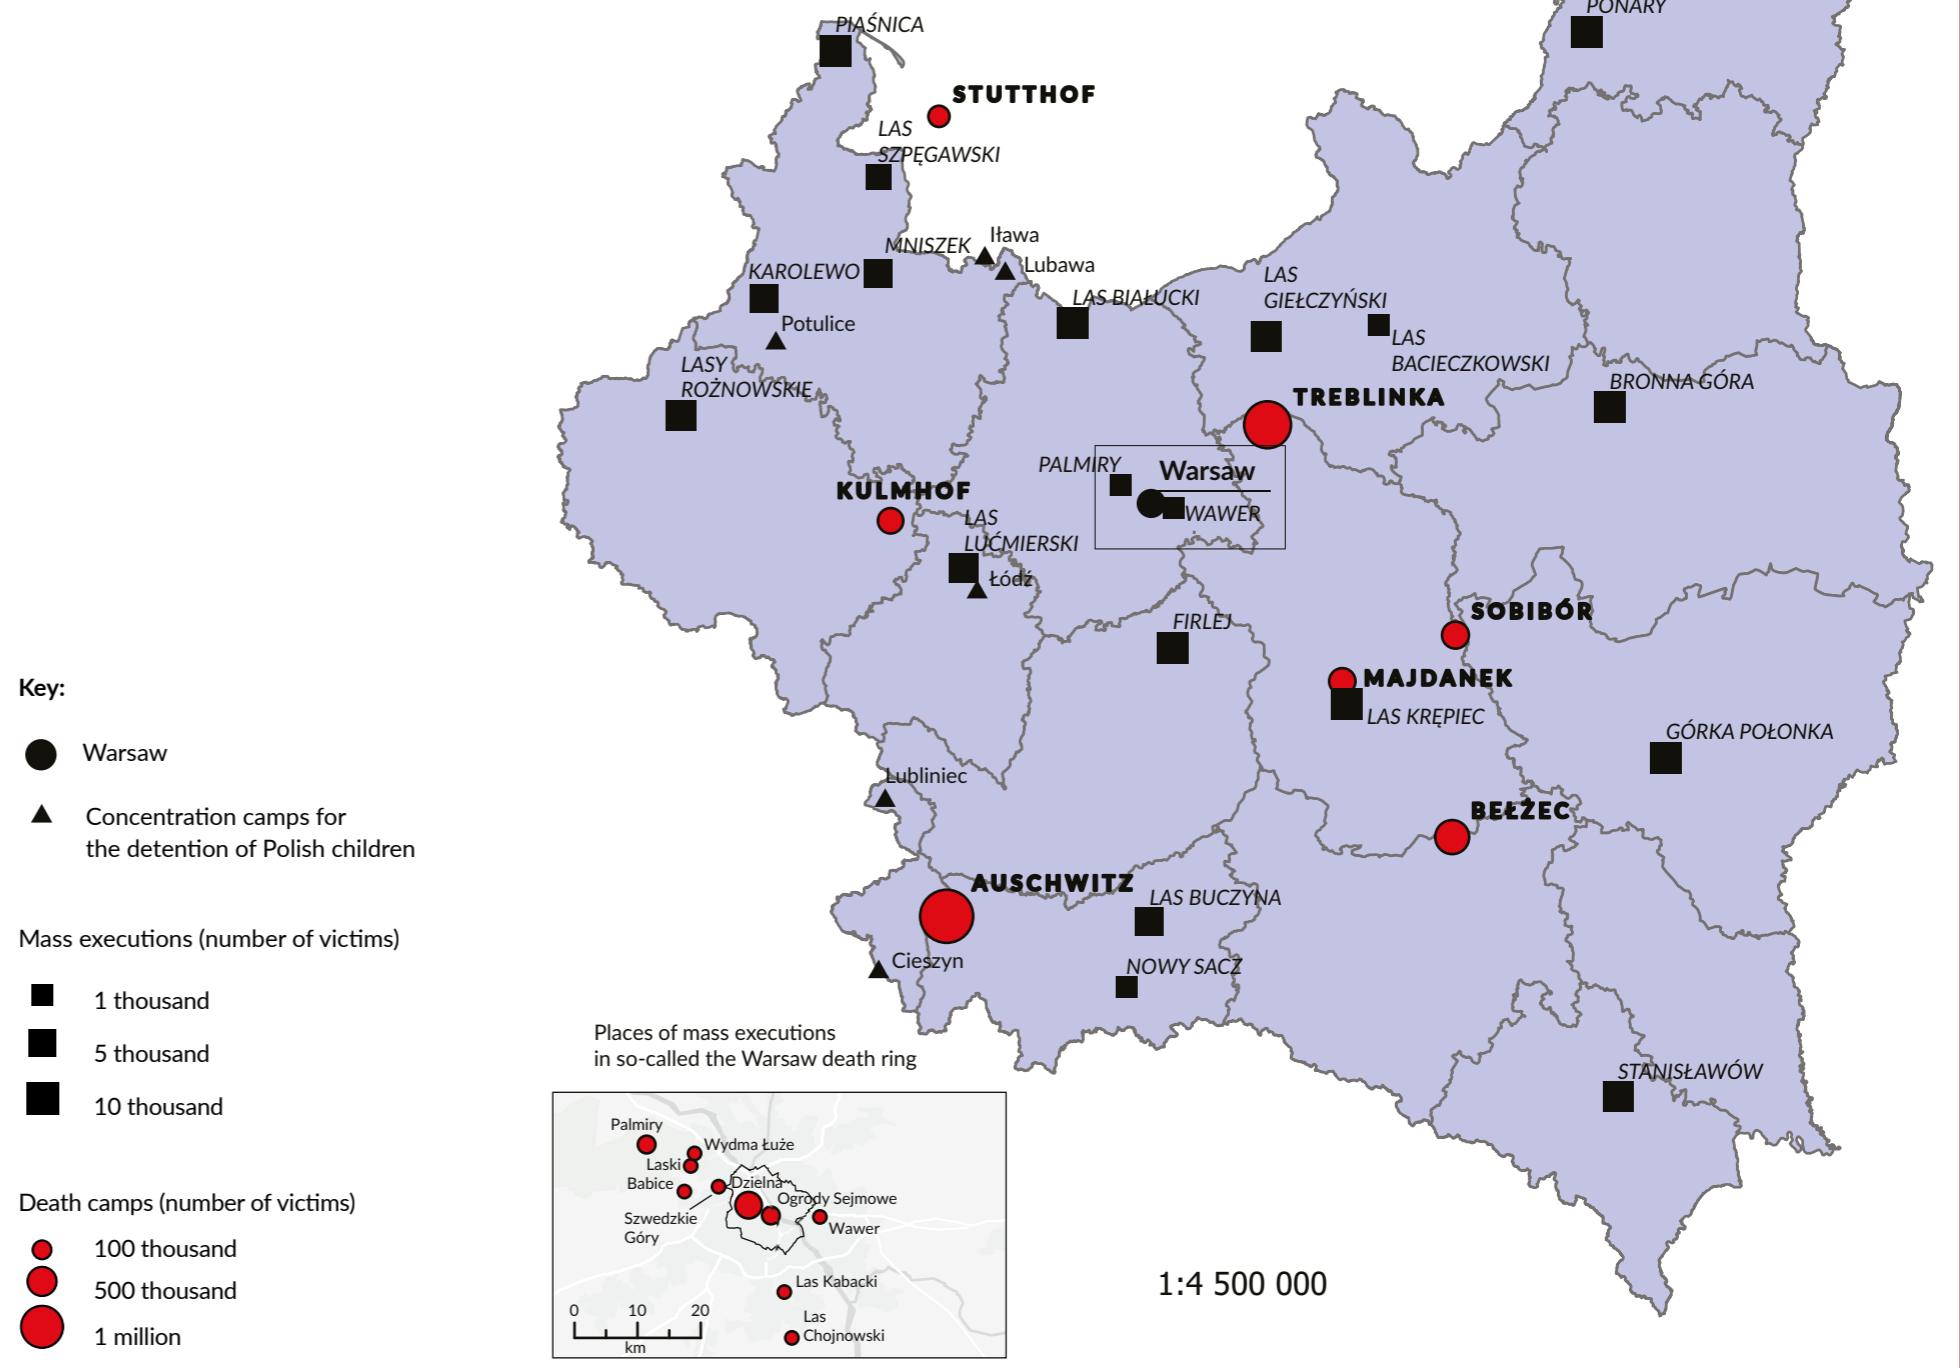 PIAŚNICA
PONARY
STUTTHOF
LAS
SZPĘGAWSKI
MNISZEK
Iława
Lubawa
KAROLEWO
Potulice
LAS BIAŁUCKI
LAS
GIEŁCZYŃSKI
LAS
BACIECZKOWSKI
LASY
ROŻNOWSKIE
TREBLINKA
BRONNA GÓRA
PALMIRY
Warsaw
WAWER
KULMHOF
LAS
LUĆMIERSKI
Łódź
FIRLEJ
SOBIBÓR
MAJDANEK
LAS KRĘPIEC
GÓRKA POŁONKA
Lubliniec
BEŁŻEC
AUSCHWITZ
LAS BUCZYNA
Cieszyn
NOWY SACZ
STANISŁAWÓW
Key:
Warsaw
Concentration camps for
the detention of Polish children
Mass executions (number of victims)
1 thousand
5 thousand
10 thousand
Death camps (number of victims)
100 thousand
500 thousand
1 million
Places of mass executions
in so-called the Warsaw death ring
Palmiry
Wydma Łuże
Laski
Babice
Dzielna
Ogrody Sejmowe
Szwedzkie
Góry
Wawer
Las Kabacki
Las
Chojnowski
0 10 20
km
1:4 500 000